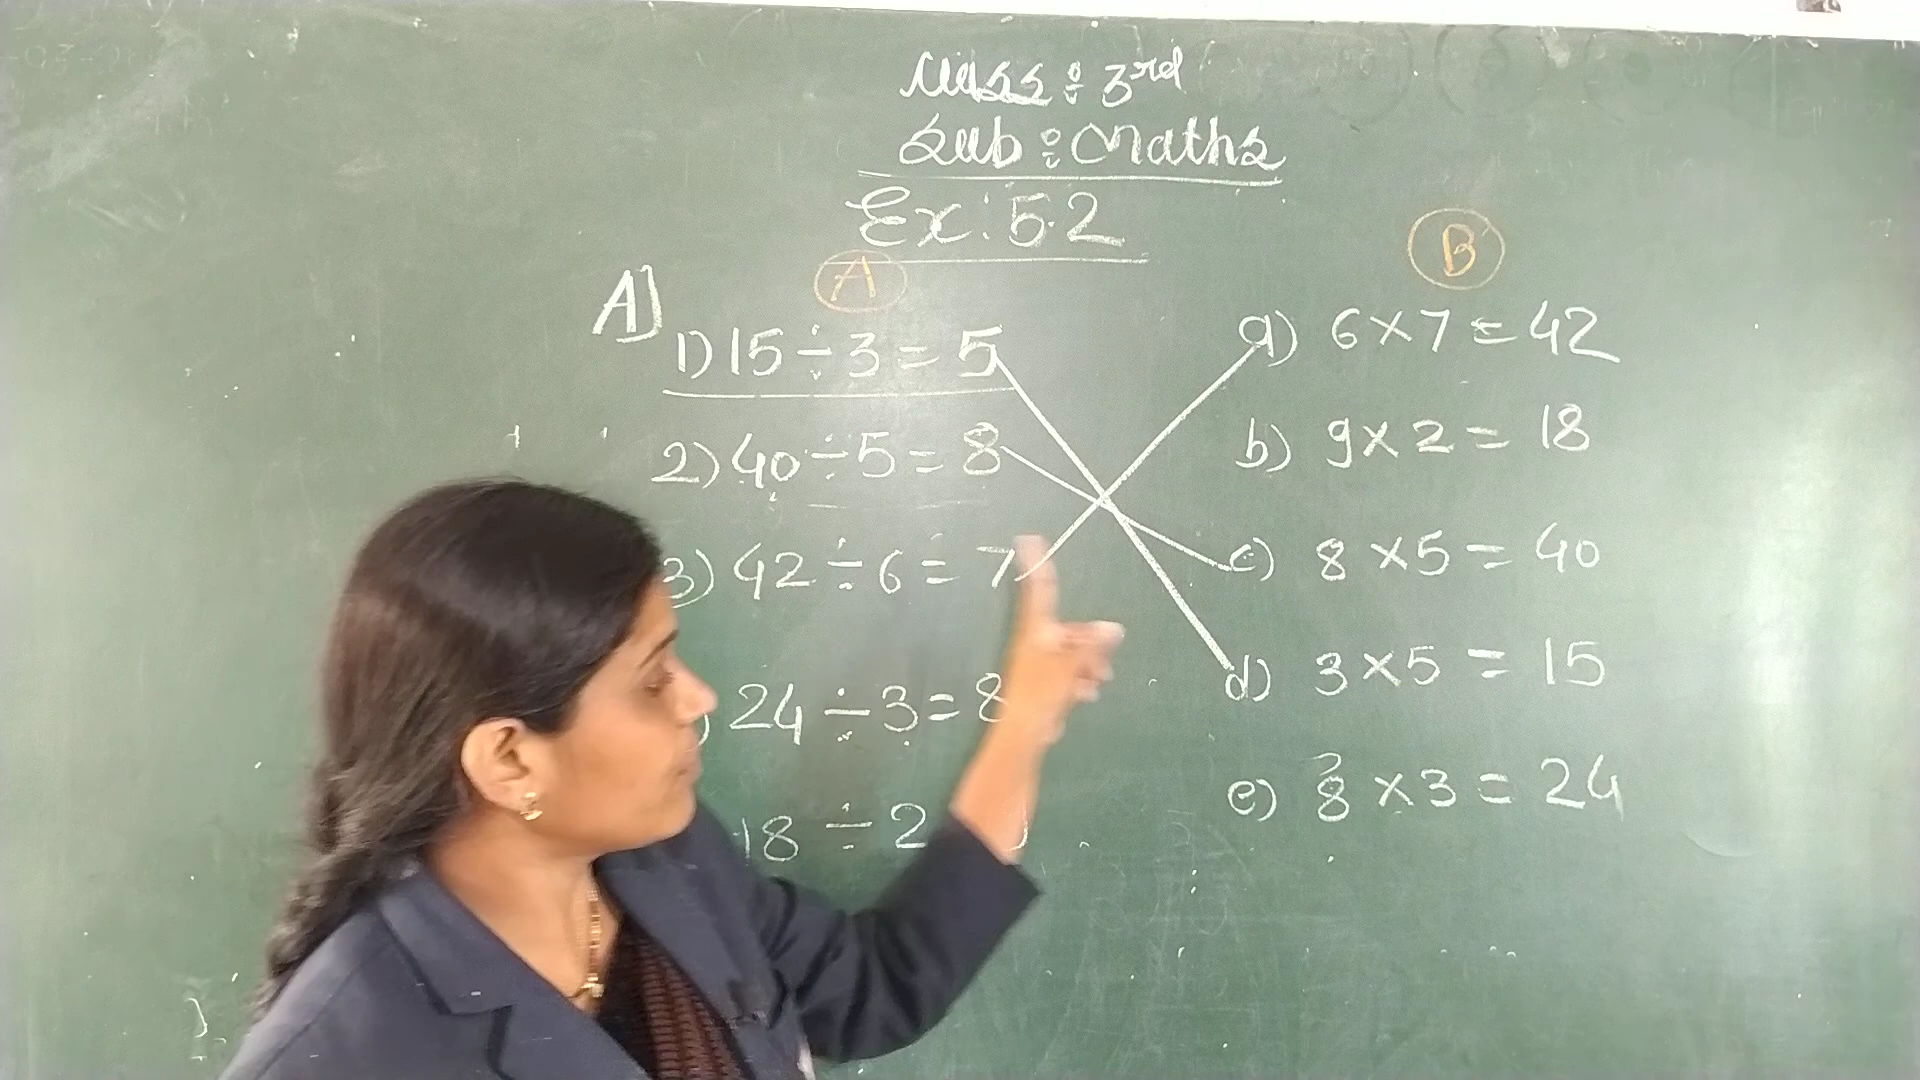 Class : 3rd
Sub : Maths
Ex : 5.2
A B
A] 1) 15 ÷ 3 = 5
2) 40 ÷ 5 = 8
3) 42 ÷ 6 = 7
) 24 ÷ 3 = 8
18 ÷ 2
a) 6 × 7 = 42
b) 9 × 2 = 18
c) 8 × 5 = 40
d) 3 × 5 = 15
e) 8 × 3 = 24